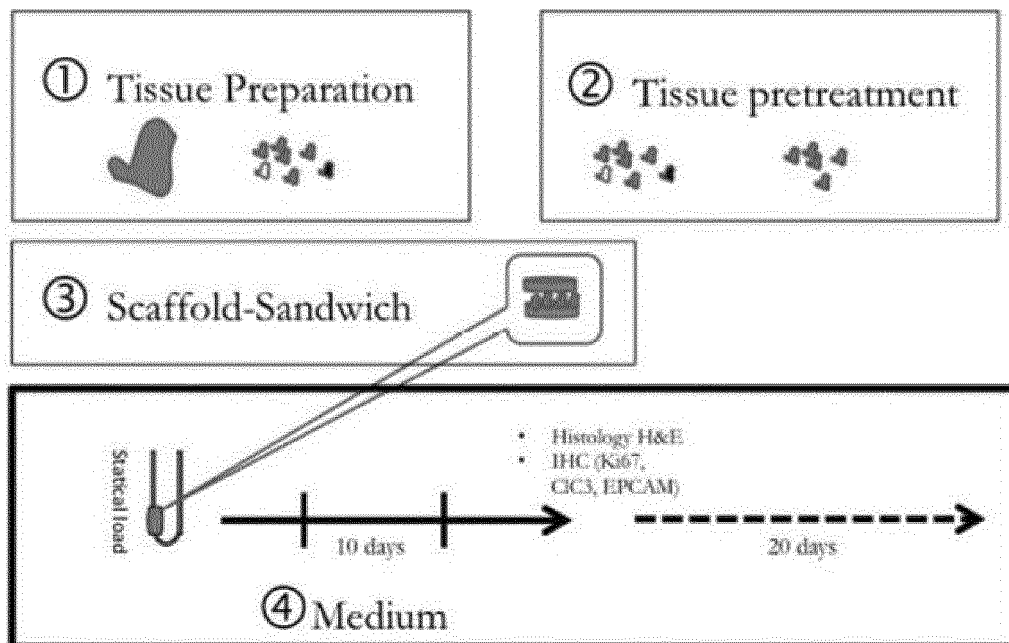 ① Tissue Preparation
② Tissue pretreatment
③ Scaffold-Sandwich
Statical load
• Histology H&E
• IHC (Ki67,
ClC3, EPCAM)
10 days
20 days
④ Medium